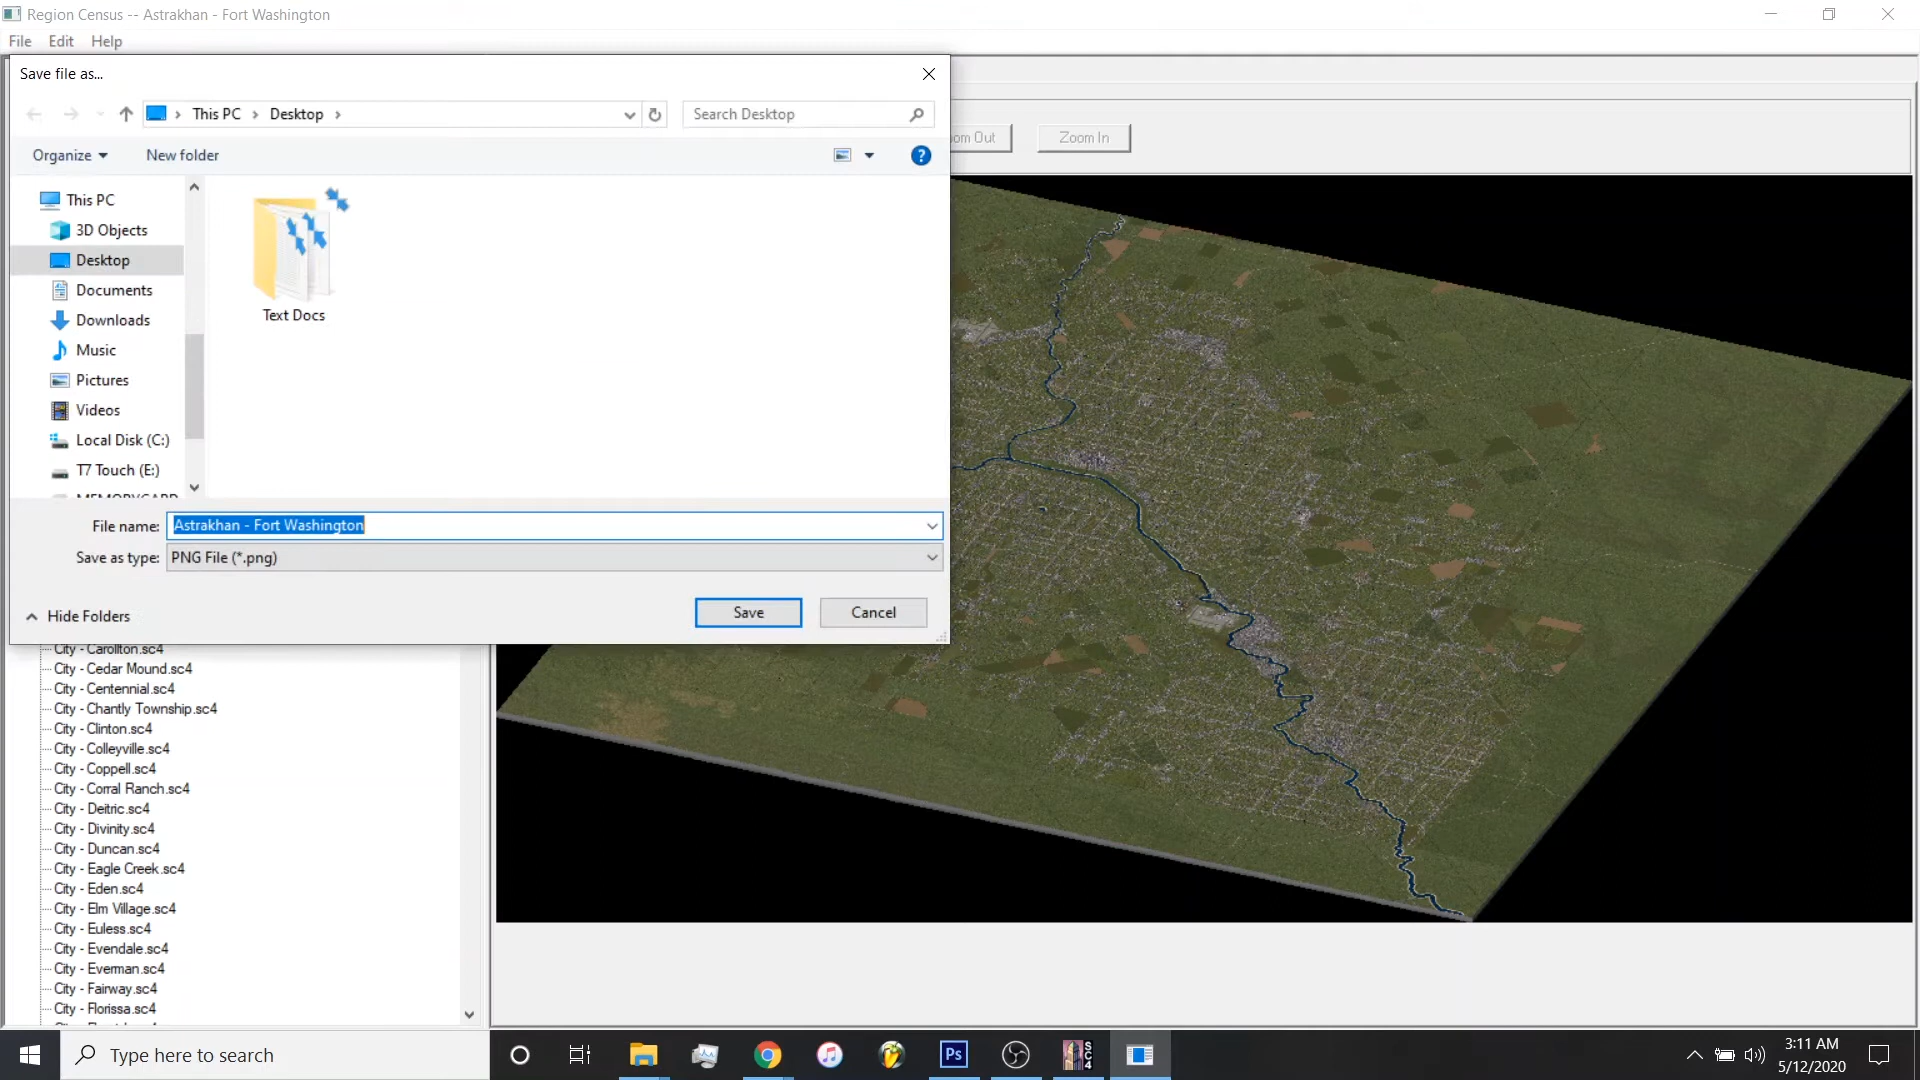 Region Census -- Astrakhan - Fort Washington
File Edit Help
Save file as...
This PC Desktop
Search Desktop
om Out
Zoom In
Organize
New folder
?
This PC
3D Objects
Desktop
Documents
Downloads
Music
Pictures
Videos
Local Disk (C:)
T7 Touch (E:)
Text Docs
File name: Astrakhan - Fort Washington
Save as type: PNG File (*.png)
Hide Folders
Save
Cancel
City - Carollton.sc4
City - Cedar Mound.sc4
City - Centennial.sc4
City - Chantly Township.sc4
City - Clinton.sc4
City - Colleyville.sc4
City - Coppell.sc4
City - Corral Ranch.sc4
City - Deitric.sc4
City - Divinity.sc4
City - Duncan.sc4
City - Eagle Creek.sc4
City - Eden.sc4
City - Elm Village.sc4
City - Euless.sc4
City - Evendale.sc4
City - Everman.sc4
City - Fairway.sc4
City - Florissa.sc4
Type here to search
Ps
SC4
3:11 AM
5/12/2020